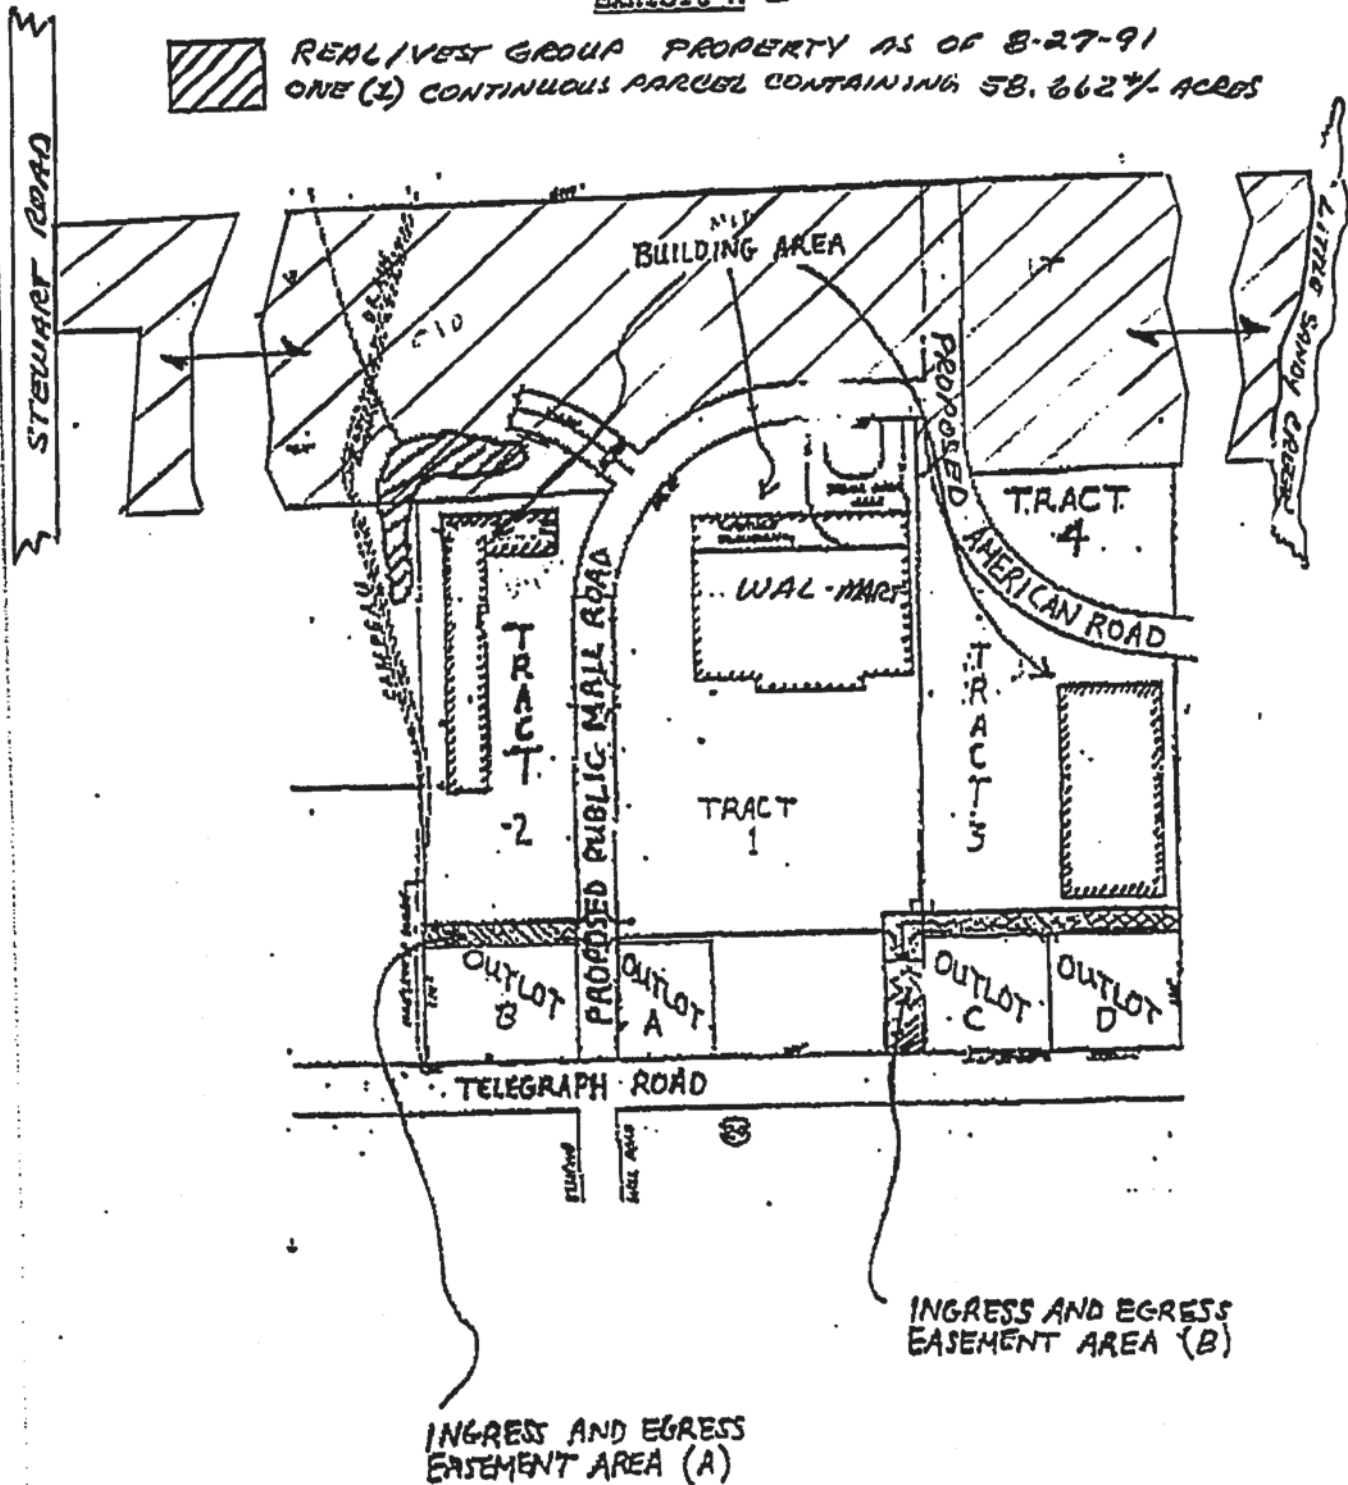 REAL/VEST GROUP PROPERTY AS OF 8-27-91
ONE (1) CONTINUOUS PARCEL CONTAINING 58.662 +/- ACRES
STEWART ROAD
LITTLE SANDY CREEK
BUILDING AREA
PROPOSED AMERICAN ROAD
TRACT
4
WAL-MART
TRACT
-2
PROPOSED PUBLIC MALL ROAD
TRACT
1
TRACT 3
OUTLOT
B
OUTLOT
A
OUTLOT
C
OUTLOT
D
TELEGRAPH ROAD
INGRESS AND EGRESS
EASEMENT AREA (B)
INGRESS AND EGRESS
EASEMENT AREA (A)